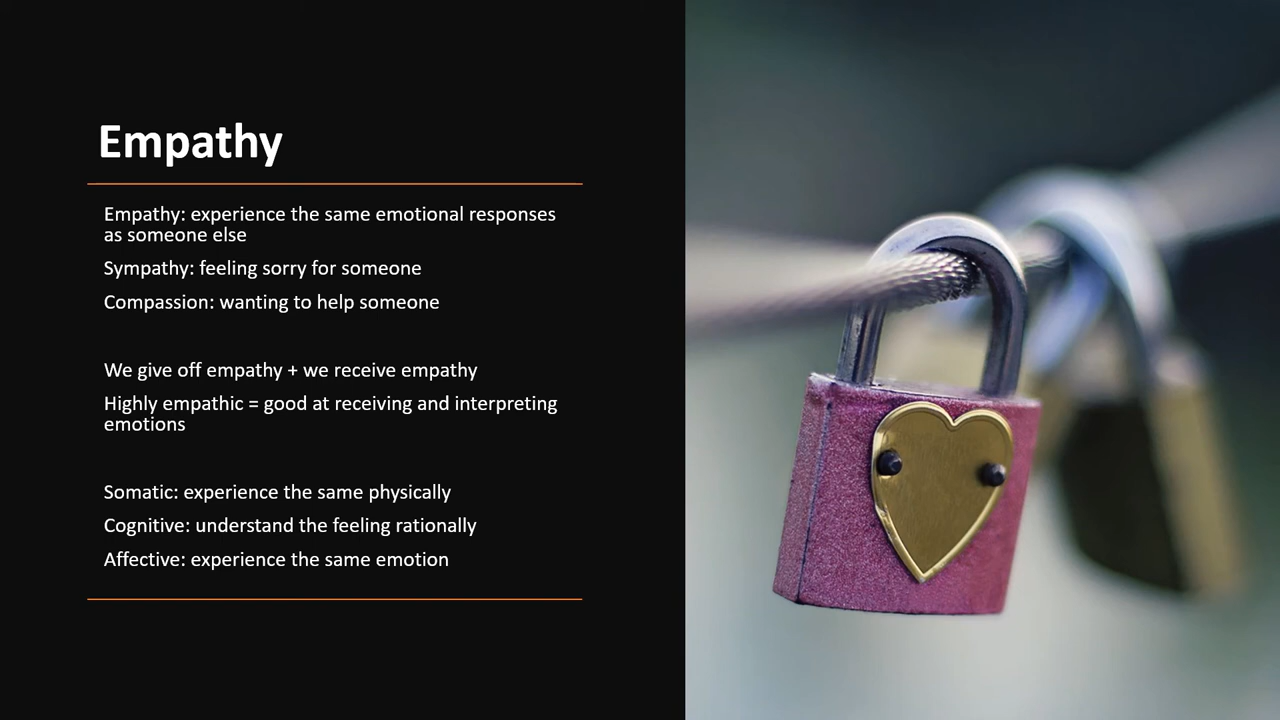 Empathy
Empathy: experience the same emotional responses
as someone else
Sympathy: feeling sorry for someone
Compassion: wanting to help someone
We give off empathy + we receive empathy
Highly empathic = good at receiving and interpreting
emotions
Somatic: experience the same physically
Cognitive: understand the feeling rationally
Affective: experience the same emotion